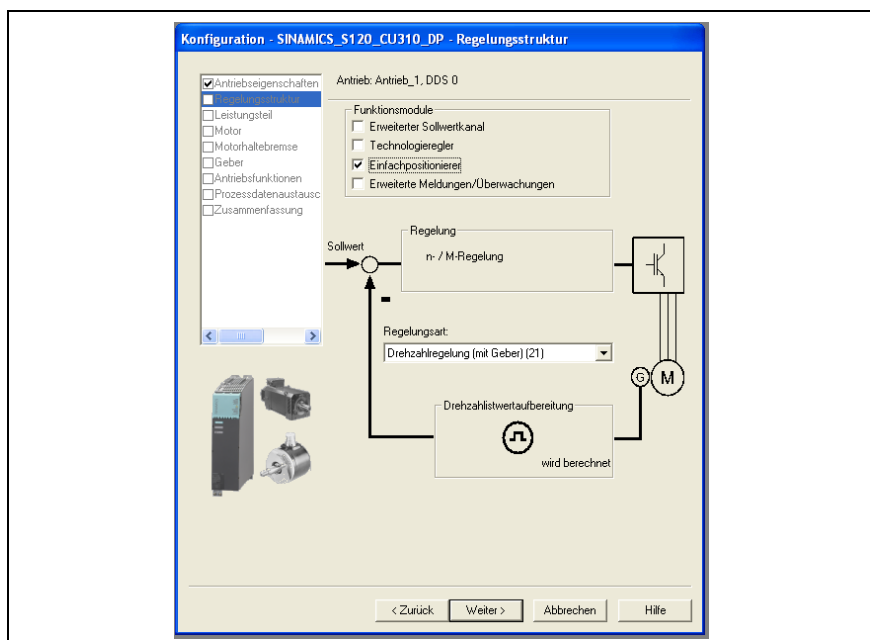 Konfiguration - SINAMICS_S120_CU310_DP - Regelungsstruktur
Antriebseigenschaften
Regelungsstruktur
Leistungsteil
Motor
Motorhaltebremse
Geber
Antriebsfunktionen
Prozessdatenaustausc
Zusammenfassung
Antrieb: Antrieb_1, DDS 0
Funktionsmodule
Erweiterter Sollwertkanal
Technologieregler
Einfachpositionierer
Erweiterte Meldungen/Überwachungen
Sollwert
Regelung
n- / M-Regelung
-
Regelungsart:
Drehzahlregelung (mit Geber) (21)
G
M
Drehzahlistwertaufbereitung
wird berechnet
< Zurück
Weiter >
Abbrechen
Hilfe